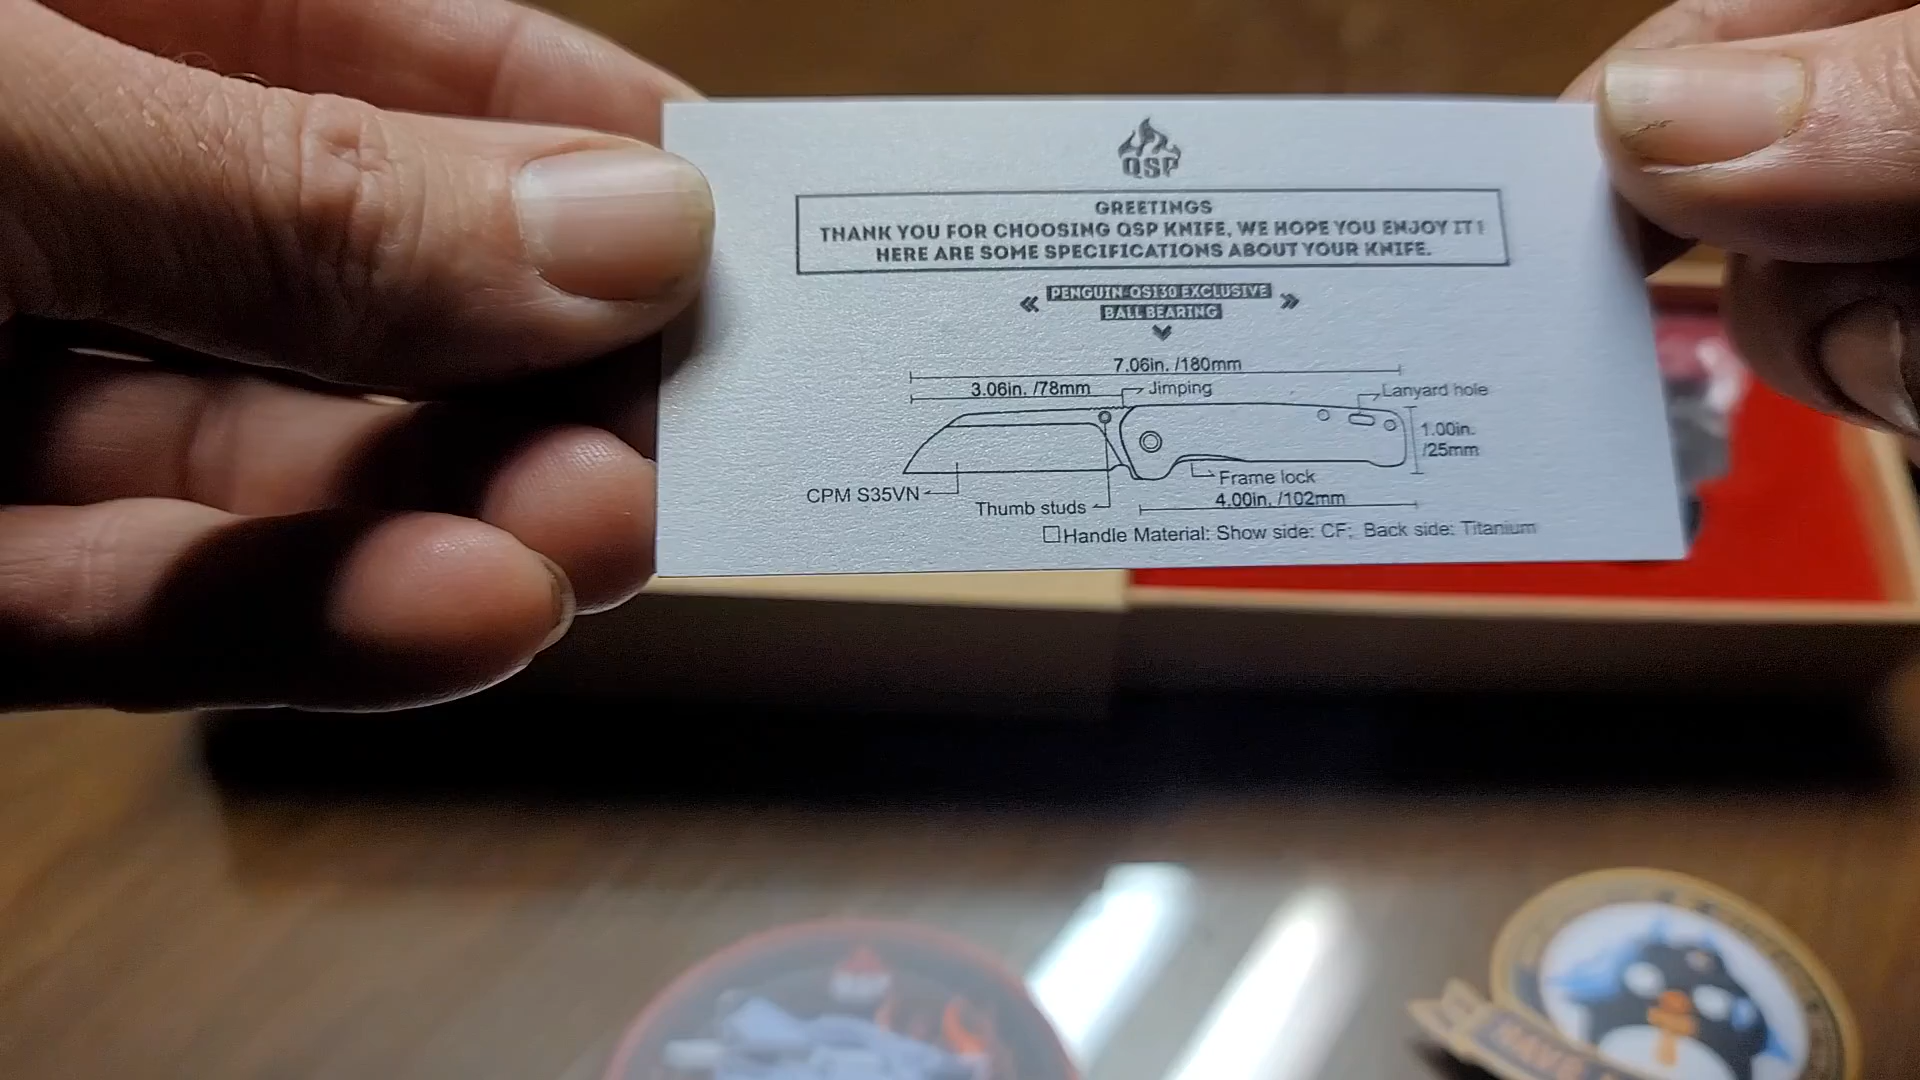 QSP
GREETINGS
THANK YOU FOR CHOOSING QSP KNIFE, WE HOPE YOU ENJOY IT!
HERE ARE SOME SPECIFICATIONS ABOUT YOUR KNIFE.
PENGUIN-QS130 EXCLUSIVE
BALL BEARING
7.06in. /180mm
3.06in. /78mm
Jimping
Lanyard hole
1.00in.
/25mm
Frame lock
CPM S35VN
4.00in. /102mm
Thumb studs
Handle Material: Show side: CF; Back side: Titanium